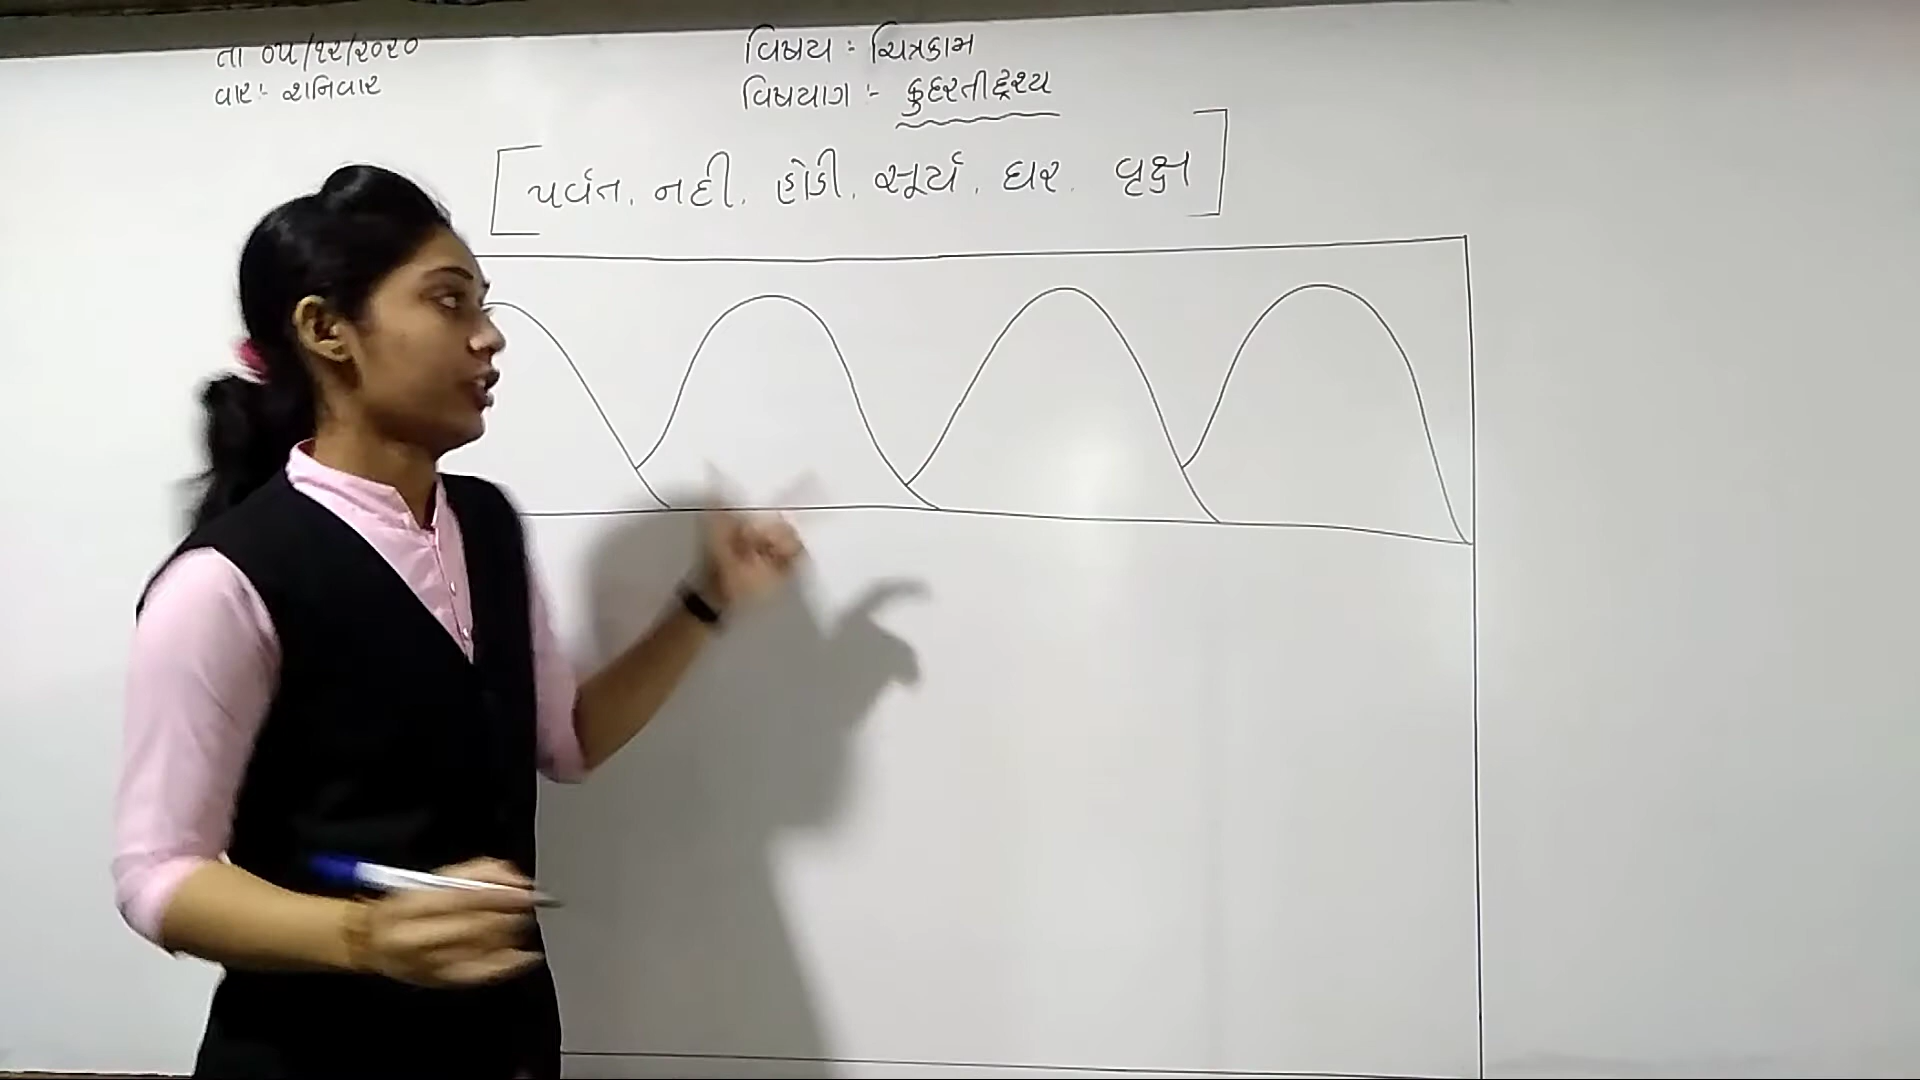 તા ૦૫/૧૨/૨૦૨૦
વાર:- શનિવાર
વિષય :- ચિત્રકામ
વિષયાગ :- કુદરતીદ્રશ્ય
[પર્વત, નદી, હોડી, સૂર્ય, ઘર, વૃક્ષ]